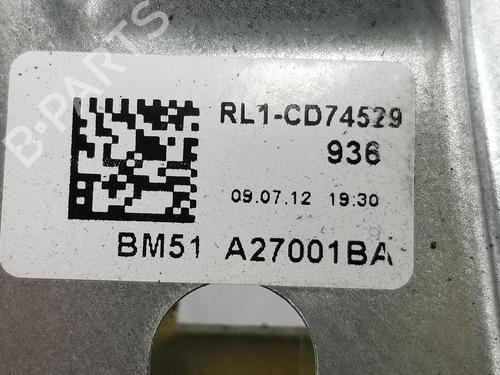 B-PARTS
RL1-CD74529
936
09.07.12 19:30
BM51 A27001BA